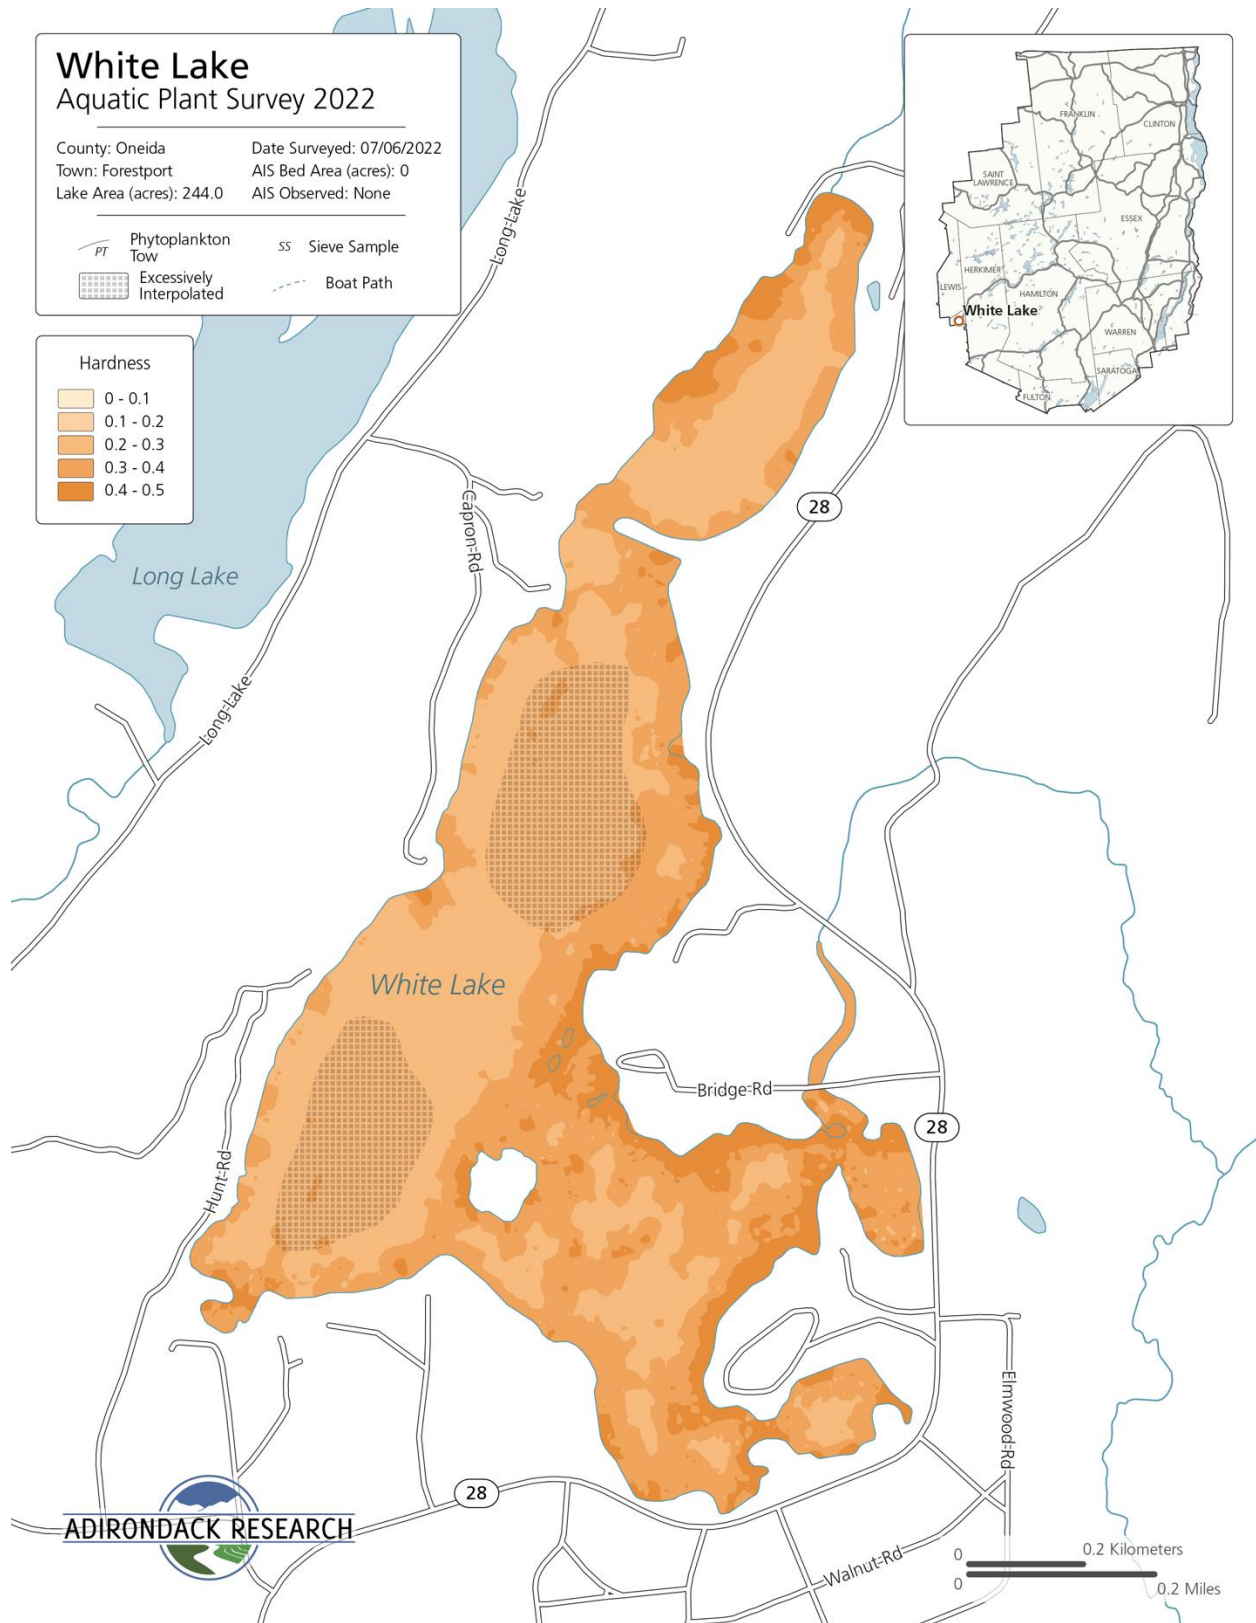 White Lake
Aquatic Plant Survey 2022
County: Oneida
Date Surveyed: 07/06/2022
Town: Forestport
AIS Bed Area (acres): 0
Lake Area (acres): 244.0
AIS Observed: None
PT
Phytoplankton
Tow
SS
Sieve Sample
Excessively
Interpolated
Boat Path
Hardness
0 - 0.1
0.1 - 0.2
0.2 - 0.3
0.3 - 0.4
0.4 - 0.5
FRANKLIN
CLINTON
SAINT
LAWRENCE
ESSEX
HERKIMER
LEWIS
HAMILTON
White Lake
WARREN
SARATOGA
FULTON
Long-Lake
28
Capron-Rd
Long Lake
Long-Lake
White Lake
Bridge-Rd
28
Hunt-Rd
Elmwood-Rd
28
Walnut-Rd
ADIRONDACK RESEARCH
0 0.2 Kilometers
0 0.2 Miles